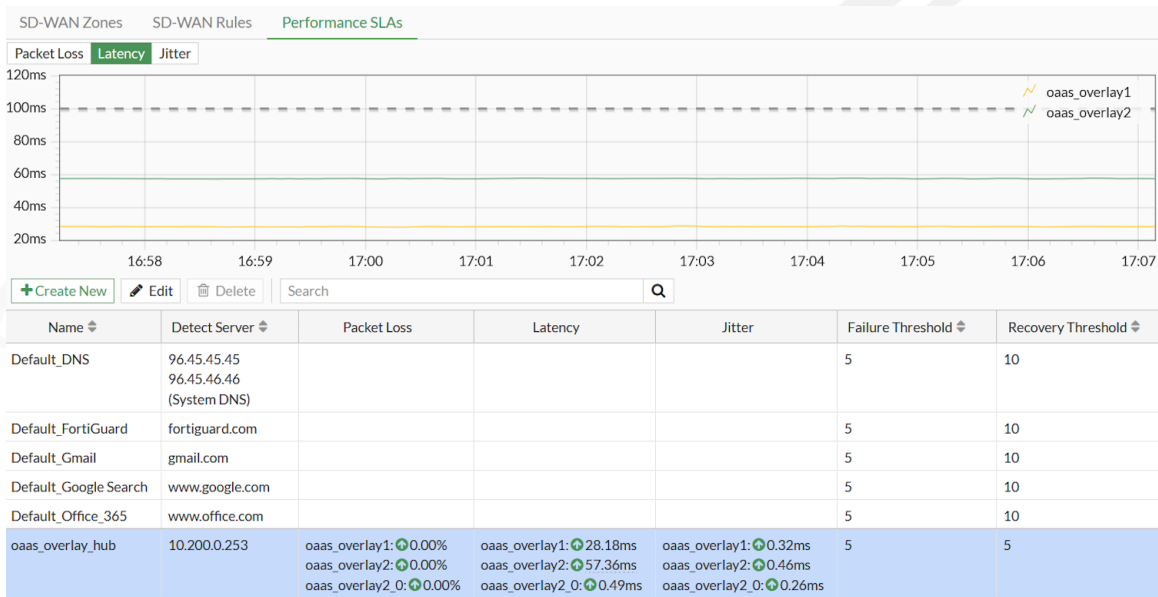 SD-WAN Zones SD-WAN Rules Performance SLAs
Packet Loss Latency Jitter
120ms
100ms
80ms
60ms
40ms
20ms
oaas_overlay1
oaas_overlay2
16:58 16:59 17:00 17:01 17:02 17:03 17:04 17:05 17:06 17:07
Create New Edit Delete Search
Name Detect Server Packet Loss Latency Jitter Failure Threshold Recovery Threshold
Default_DNS 96.45.45.45 5 10
96.45.46.46
(System DNS)
Default_FortiGuard fortiguard.com 5 10
Default_Gmail gmail.com 5 10
Default_Google Search www.google.com 5 10
Default_Office_365 www.office.com 5 10
oaas_overlay_hub 10.200.0.253 oaas_overlay1: 0.00% oaas_overlay1: 28.18ms oaas_overlay1: 0.32ms 5 5
oaas_overlay2: 0.00% oaas_overlay2: 57.36ms oaas_overlay2: 0.46ms
oaas_overlay2_0: 0.00% oaas_overlay2_0: 0.49ms oaas_overlay2_0: 0.26ms